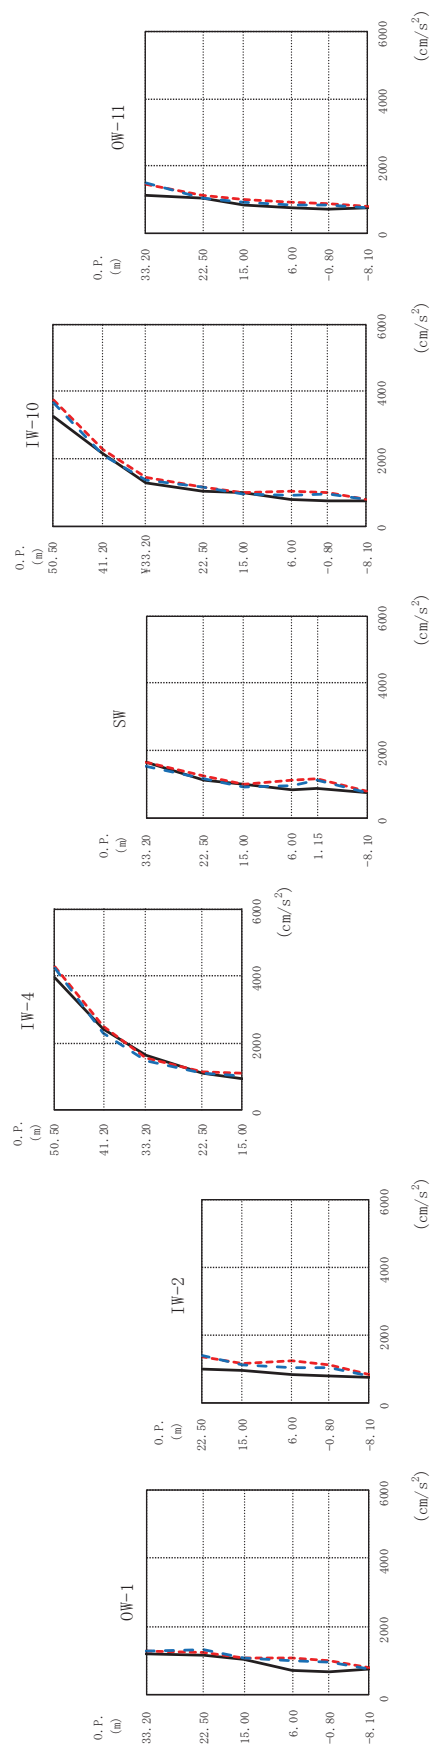 OW-1
O.P.
(m)
33.20
22.50
15.00
6.00
-0.80
-8.10
0
2000
4000
6000
(cm/s²)
IW-2
O.P.
(m)
22.50
15.00
6.00
-0.80
-8.10
0
2000
4000
6000
(cm/s²)
IW-4
O.P.
(m)
50.50
41.20
33.20
22.50
15.00
0
2000
4000
6000
(cm/s²)
SW
O.P.
(m)
33.20
22.50
15.00
6.00
1.15
-8.10
0
2000
4000
6000
(cm/s²)
IW-10
O.P.
(m)
50.50
41.20
¥33.20
22.50
15.00
6.00
-0.80
-8.10
0
2000
4000
6000
(cm/s²)
OW-11
O.P.
(m)
33.20
22.50
15.00
6.00
-0.80
-8.10
0
2000
4000
6000
(cm/s²)